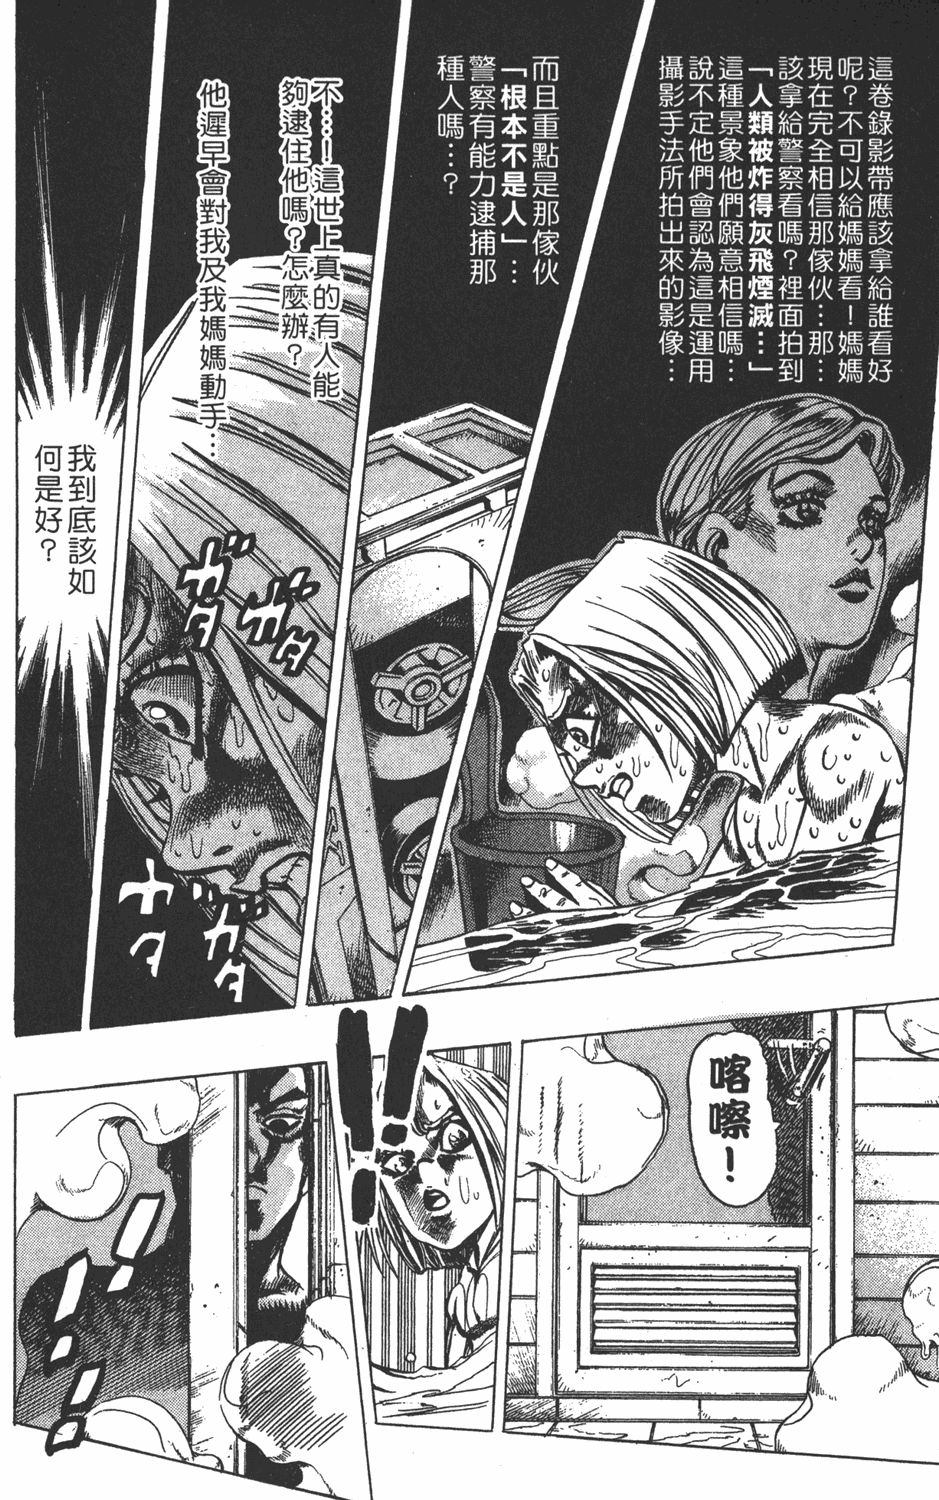 這卷錄影帶應該拿給誰看好
呢？不可以給媽媽看！媽媽
現在完全相信那傢伙…那…
該拿給警察看嗎？裡面拍到
「人類被炸得灰飛煙滅…」
這種景象他們願意相信嗎…
說不定他們會認為這是運用
攝影手法所拍出來的影像…
而且重點是那傢伙
「根本不是人」…
警察有能力逮捕那
種人嗎…？
不…！這世上真的有人能
夠逮住他嗎？怎麼辦？
他遲早會對我及我媽媽動手…
我到底該如
何是好？
ガタ
ガタ
ガタ
ガタ
喀嚓！
!!
!!